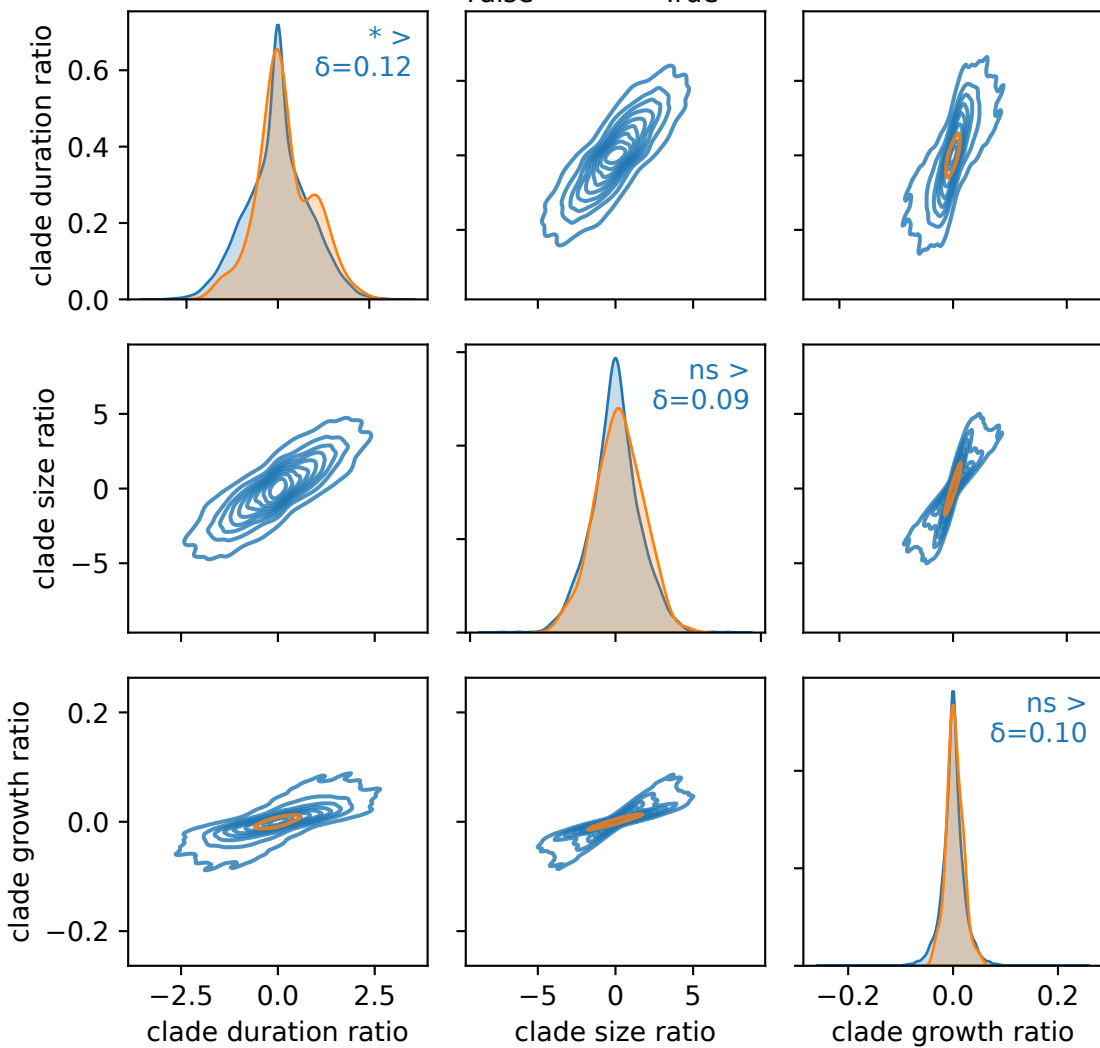 False True
clade duration ratio
0.6
0.4
0.2
0.0
* >
δ=0.12
clade size ratio
5
0
−5
ns >
δ=0.09
clade growth ratio
0.2
0.0
−0.2
ns >
δ=0.10
−2.5 0.0 2.5
−5 0 5
−0.2 0.0 0.2
clade duration ratio
clade size ratio
clade growth ratio